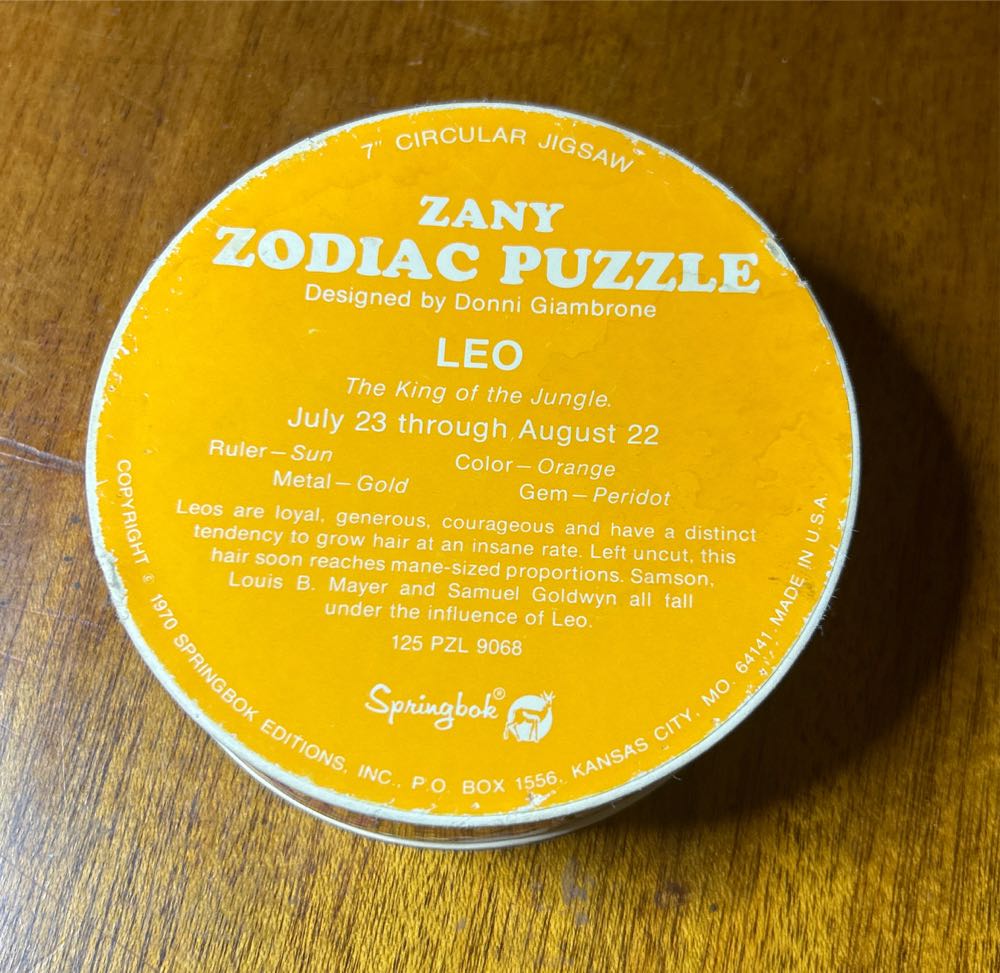 7" CIRCULAR JIGSAW
ZANY
ZODIAC PUZZLE
Designed by Donni Giambrone
LEO
The King of the Jungle.
July 23 through August 22
Ruler—Sun Color—Orange
Metal—Gold Gem—Peridot
Leos are loyal, generous, courageous and have a distinct
tendency to grow hair at an insane rate. Left uncut, this
hair soon reaches mane-sized proportions. Samson,
Louis B. Mayer and Samuel Goldwyn all fall
under the influence of Leo.
125 PZL 9068
Springbok®
COPYRIGHT © 1970 SPRINGBOK EDITIONS, INC., P.O. BOX 1556, KANSAS CITY, MO. 64141. MADE IN U.S.A.